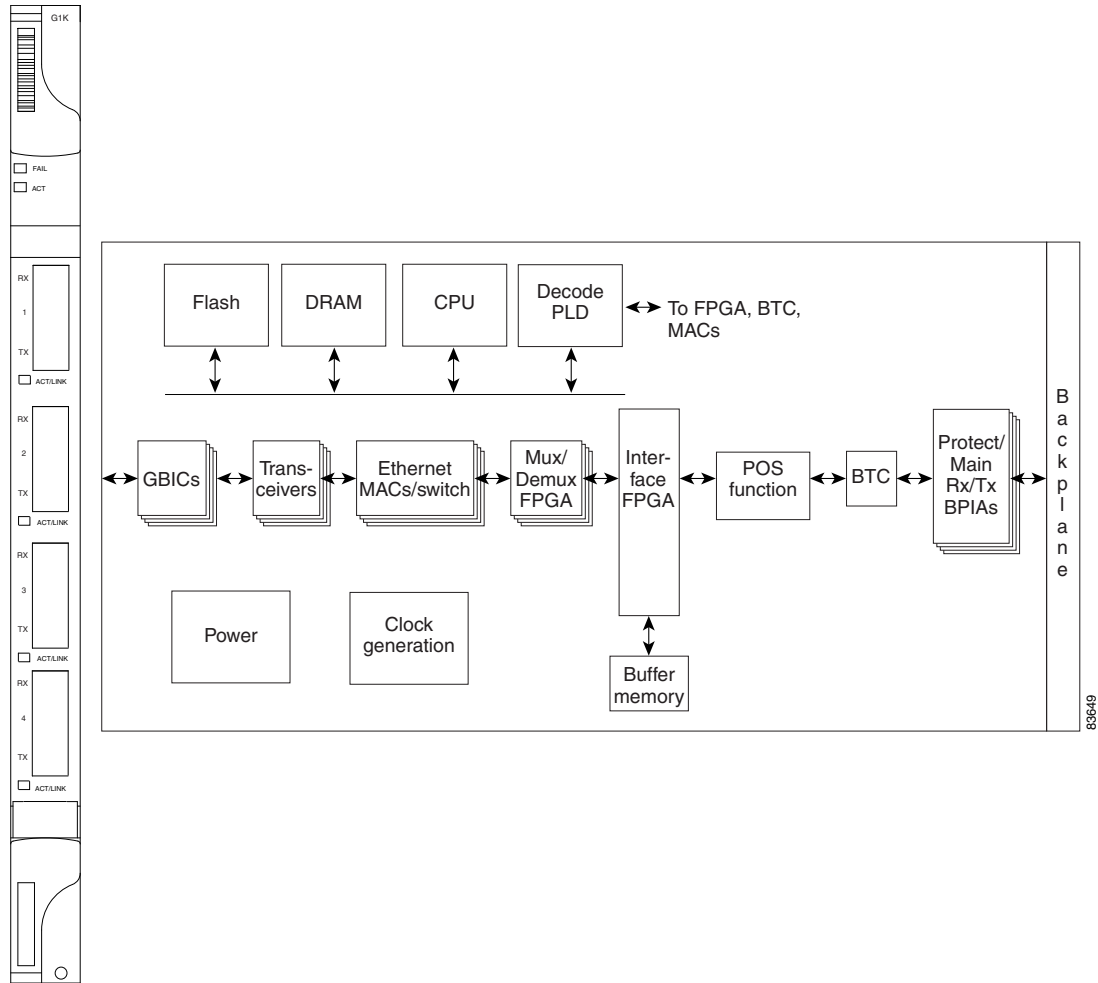 G1K
FAIL
ACT
RX
1
TX
ACT/LINK
RX
2
TX
ACT/LINK
RX
3
TX
ACT/LINK
RX
4
TX
ACT/LINK
Flash
DRAM
CPU
Decode
PLD
To FPGA, BTC,
MACs
GBICs
Trans-
ceivers
Ethernet
MACs/switch
Mux/
Demux
FPGA
Inter-
face
FPGA
POS
function
BTC
Protect/
Main
Rx/Tx
BPIAs
Backplane
Power
Clock
generation
Buffer
memory
83649